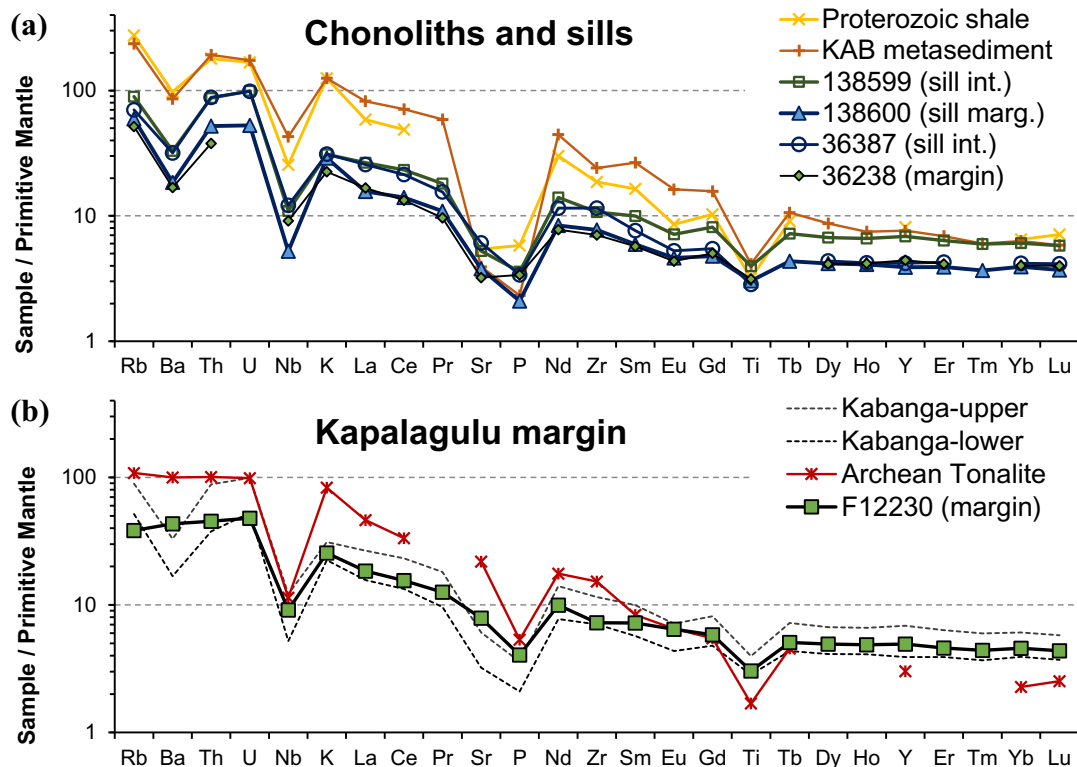 (a)
Chonoliths and sills
Proterozoic shale
KAB metasediment
138599 (sill int.)
138600 (sill marg.)
36387 (sill int.)
36238 (margin)
Sample / Primitive Mantle
100
10
1
Rb Ba Th U Nb K La Ce Pr Sr P Nd Zr Sm Eu Gd Ti Tb Dy Ho Y Er Tm Yb Lu
(b)
Kapalagulu margin
Kabanga-upper
Kabanga-lower
Archean Tonalite
F12230 (margin)
Sample / Primitive Mantle
100
10
1
Rb Ba Th U Nb K La Ce Pr Sr P Nd Zr Sm Eu Gd Ti Tb Dy Ho Y Er Tm Yb Lu